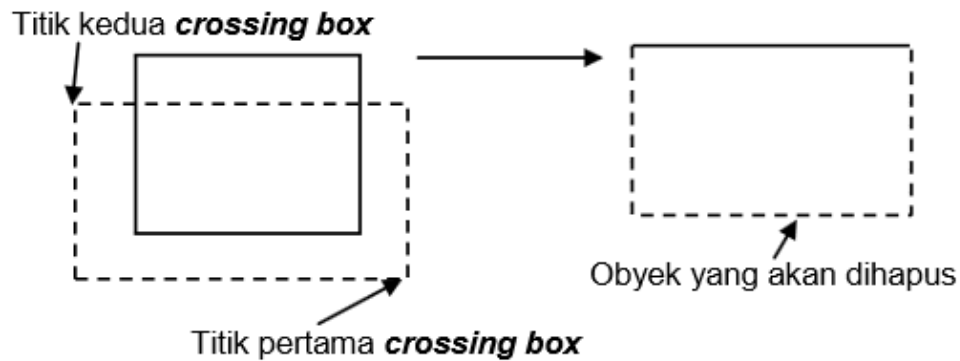 Titik kedua crossing box
Obyek yang akan dihapus
Titik pertama crossing box